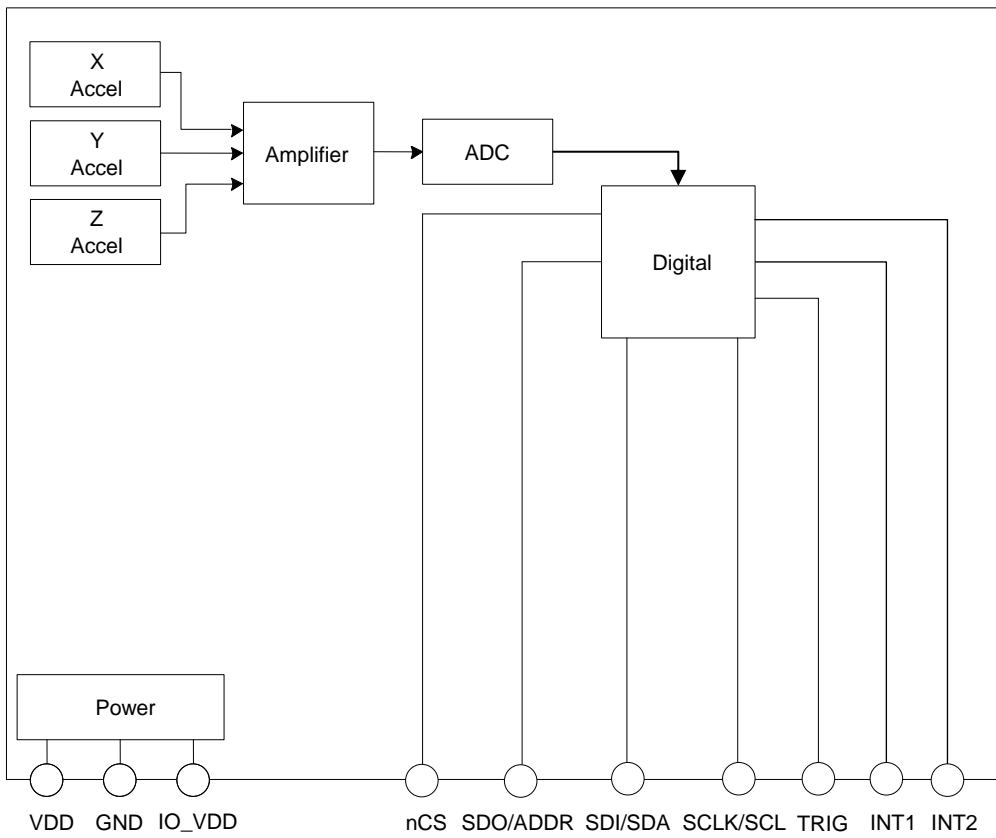 X
Accel
Y
Accel
Z
Accel
Amplifier
ADC
Digital
Power
VDD
GND
IO_VDD
nCS
SDO/ADDR
SDI/SDA
SCLK/SCL
TRIG
INT1
INT2